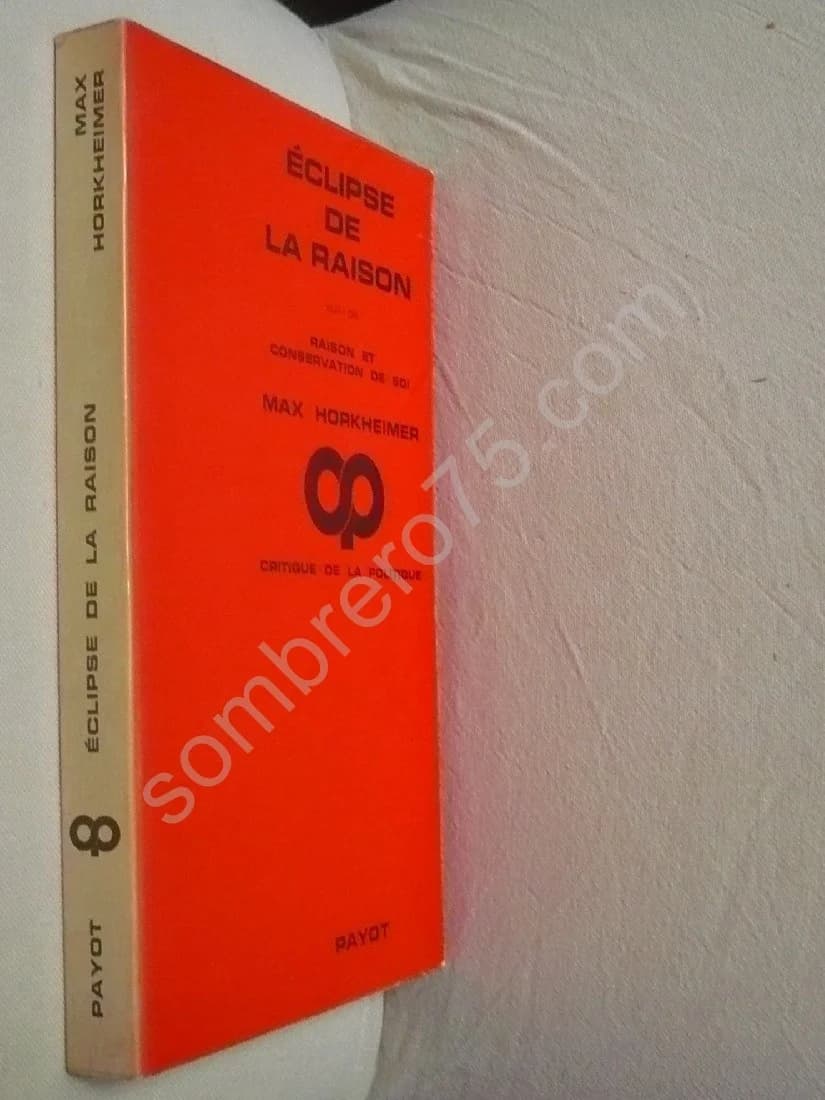 MAX
HORKHEIMER
ÉCLIPSE DE LA RAISON
PAYOT
ÉCLIPSE
DE
LA RAISON
RAISON ET
CONSERVATION DE SOI
MAX HORKHEIMER
CRITIQUE DE LA POLITIQUE
PAYOT
sombrero75.com